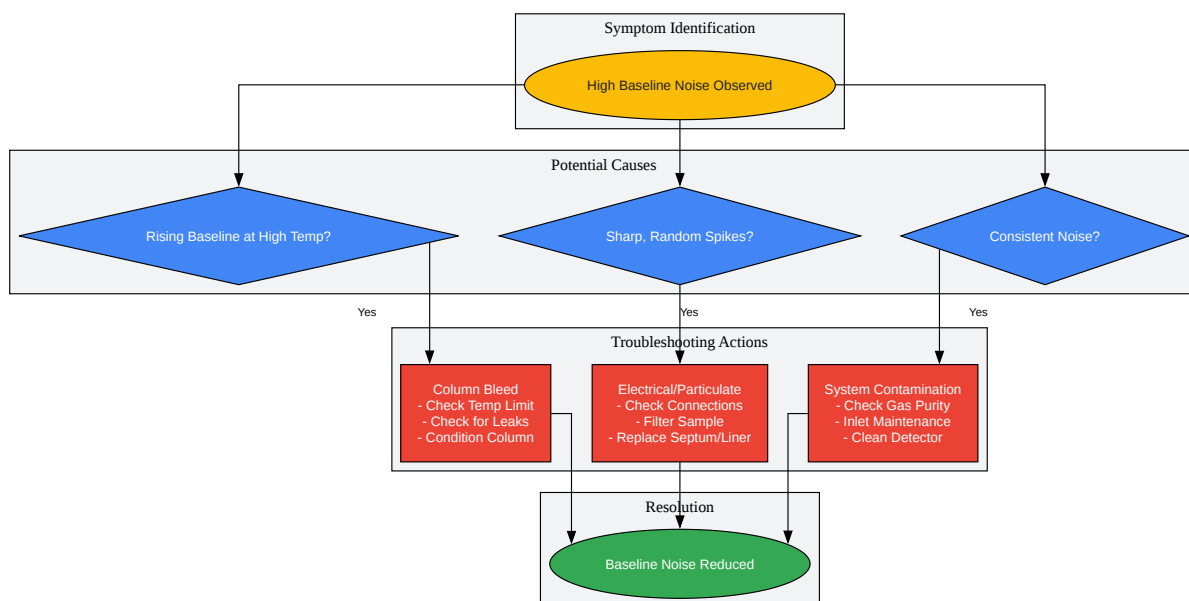 Symptom Identification
High Baseline Noise Observed
Potential Causes
Rising Baseline at High Temp?
Sharp, Random Spikes?
Consistent Noise?
Yes
Yes
Yes
Troubleshooting Actions
Column Bleed
- Check Temp Limit
- Check for Leaks
- Condition Column
Electrical/Particulate
- Check Connections
- Filter Sample
- Replace Septum/Liner
System Contamination
- Check Gas Purity
- Inlet Maintenance
- Clean Detector
Resolution
Baseline Noise Reduced